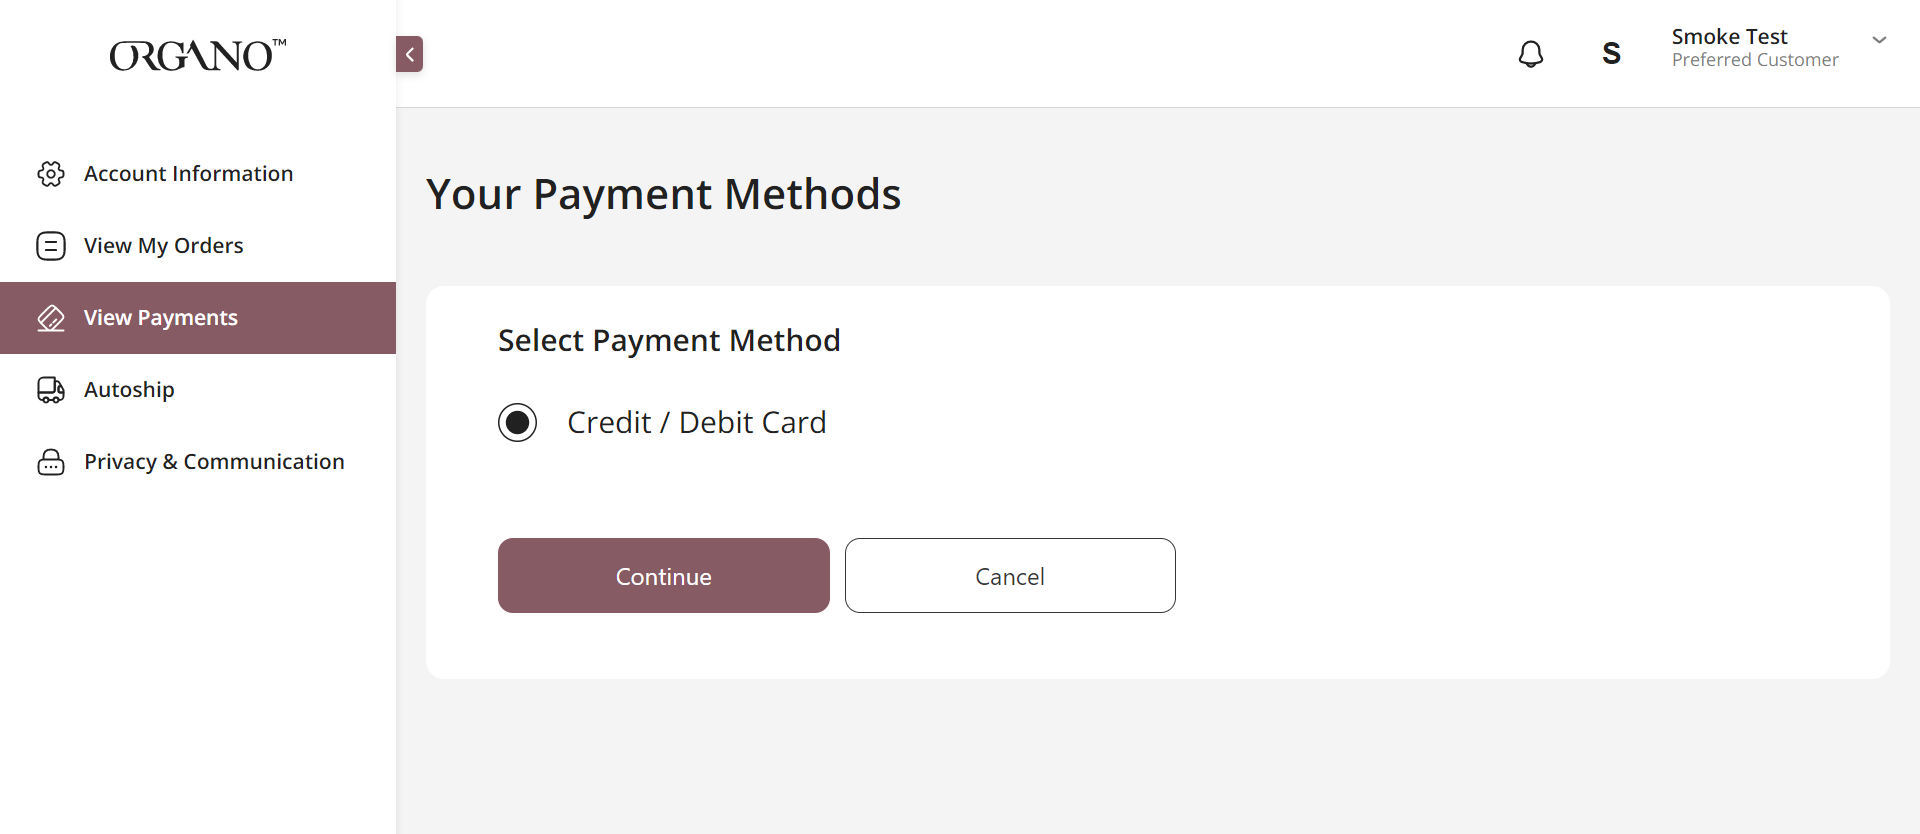 ORGANO™
Account Information
View My Orders
View Payments
Autoship
Privacy & Communication
S
Smoke Test
Preferred Customer
Your Payment Methods
Select Payment Method
Credit / Debit Card
Continue
Cancel